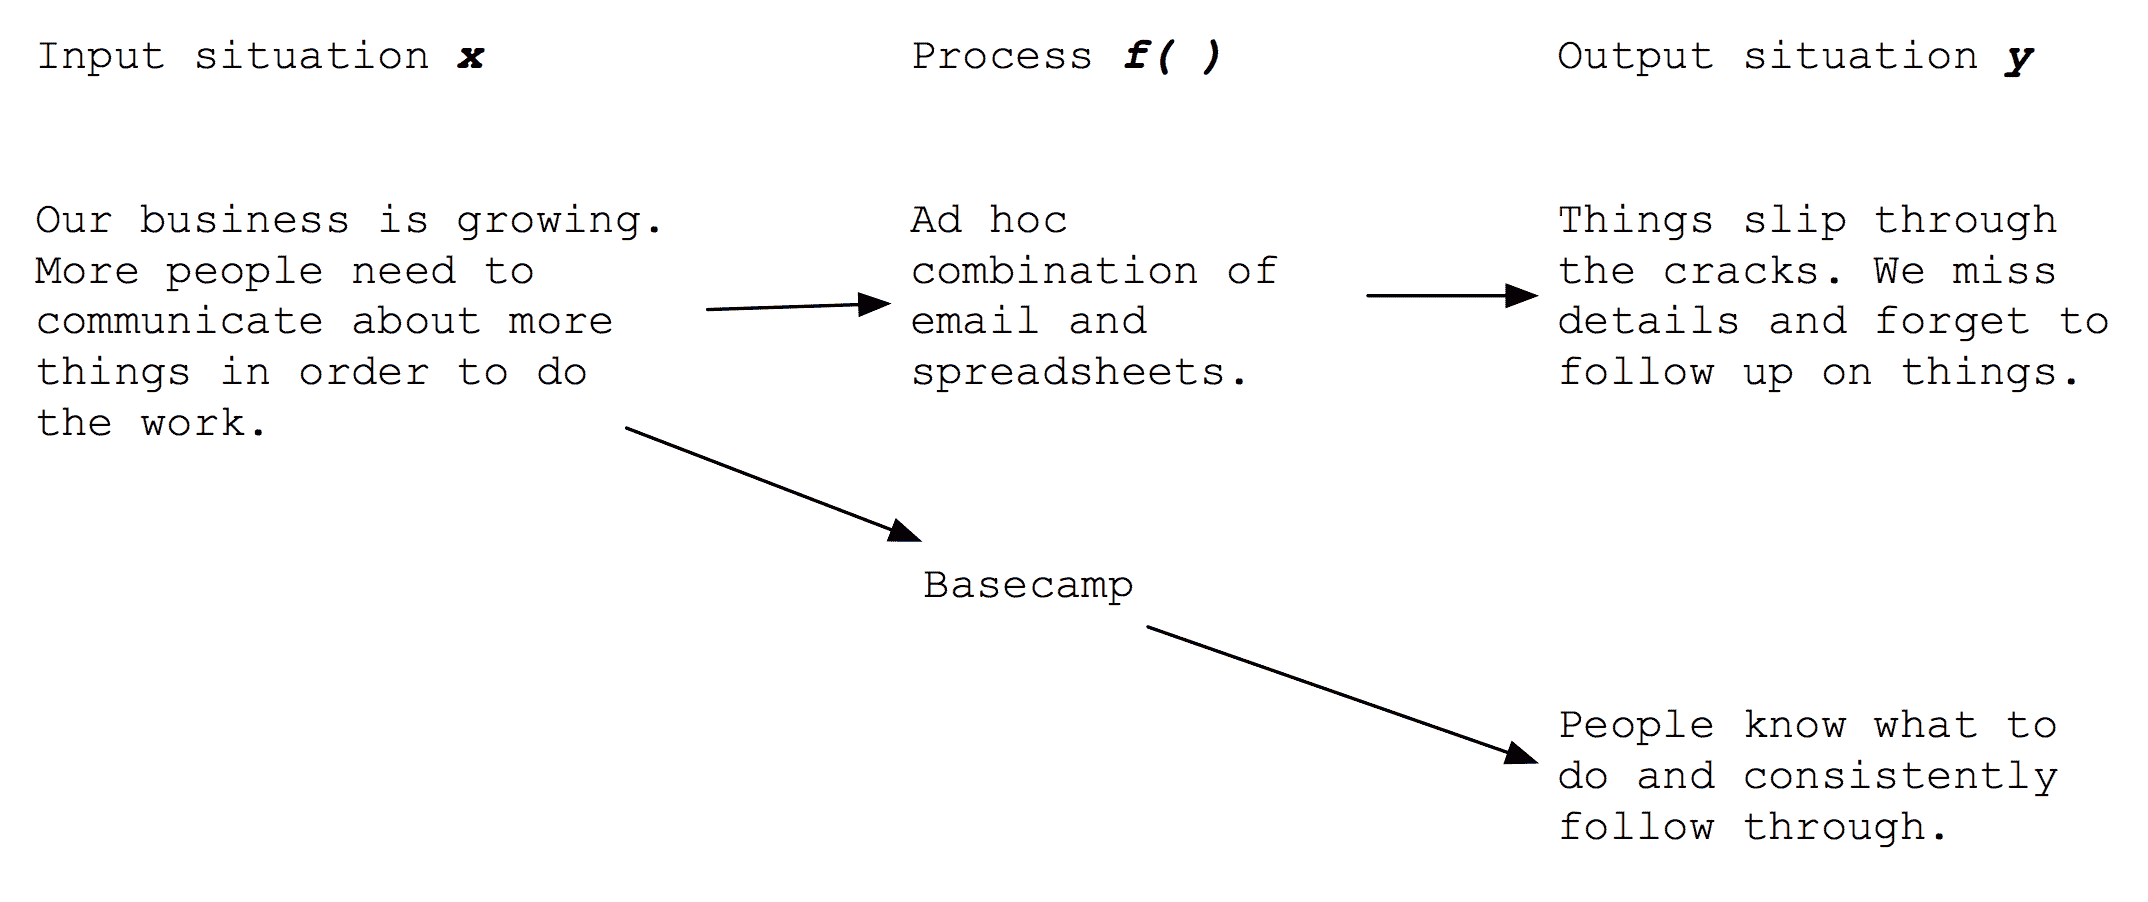 Input situation x
Process f( )
Output situation y
Our business is growing.
More people need to
communicate about more
things in order to do
the work.
Ad hoc
combination of
email and
spreadsheets.
Things slip through
the cracks. We miss
details and forget to
follow up on things.
Basecamp
People know what to
do and consistently
follow through.